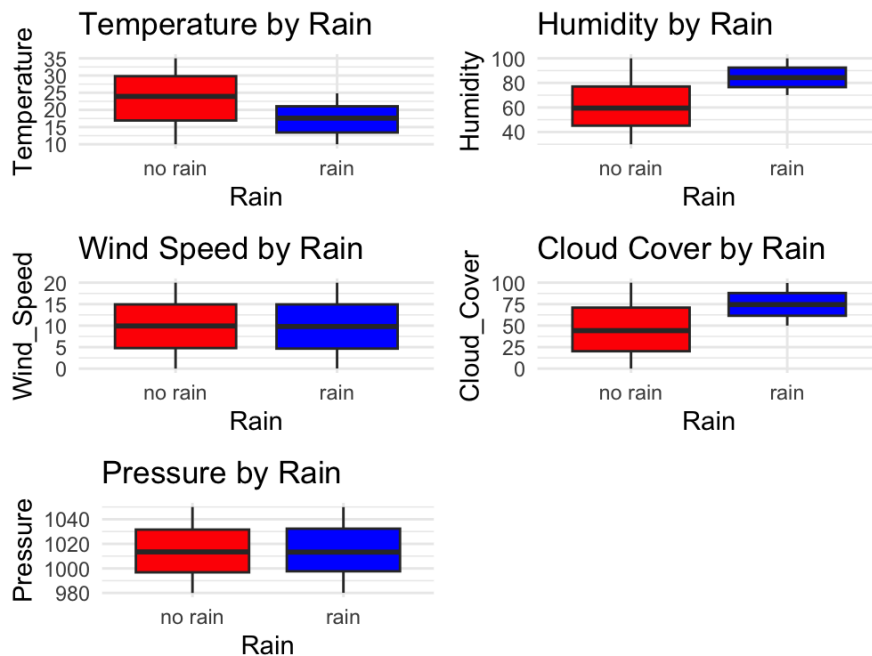 Temperature by Rain
Temperature
35
30
25
20
15
10
no rain
rain
Rain
Humidity by Rain
Humidity
100
80
60
40
no rain
rain
Rain
Wind Speed by Rain
Wind_Speed
20
15
10
5
0
no rain
rain
Rain
Cloud Cover by Rain
Cloud_Cover
100
75
50
25
0
no rain
rain
Rain
Pressure by Rain
Pressure
1040
1020
1000
980
no rain
rain
Rain